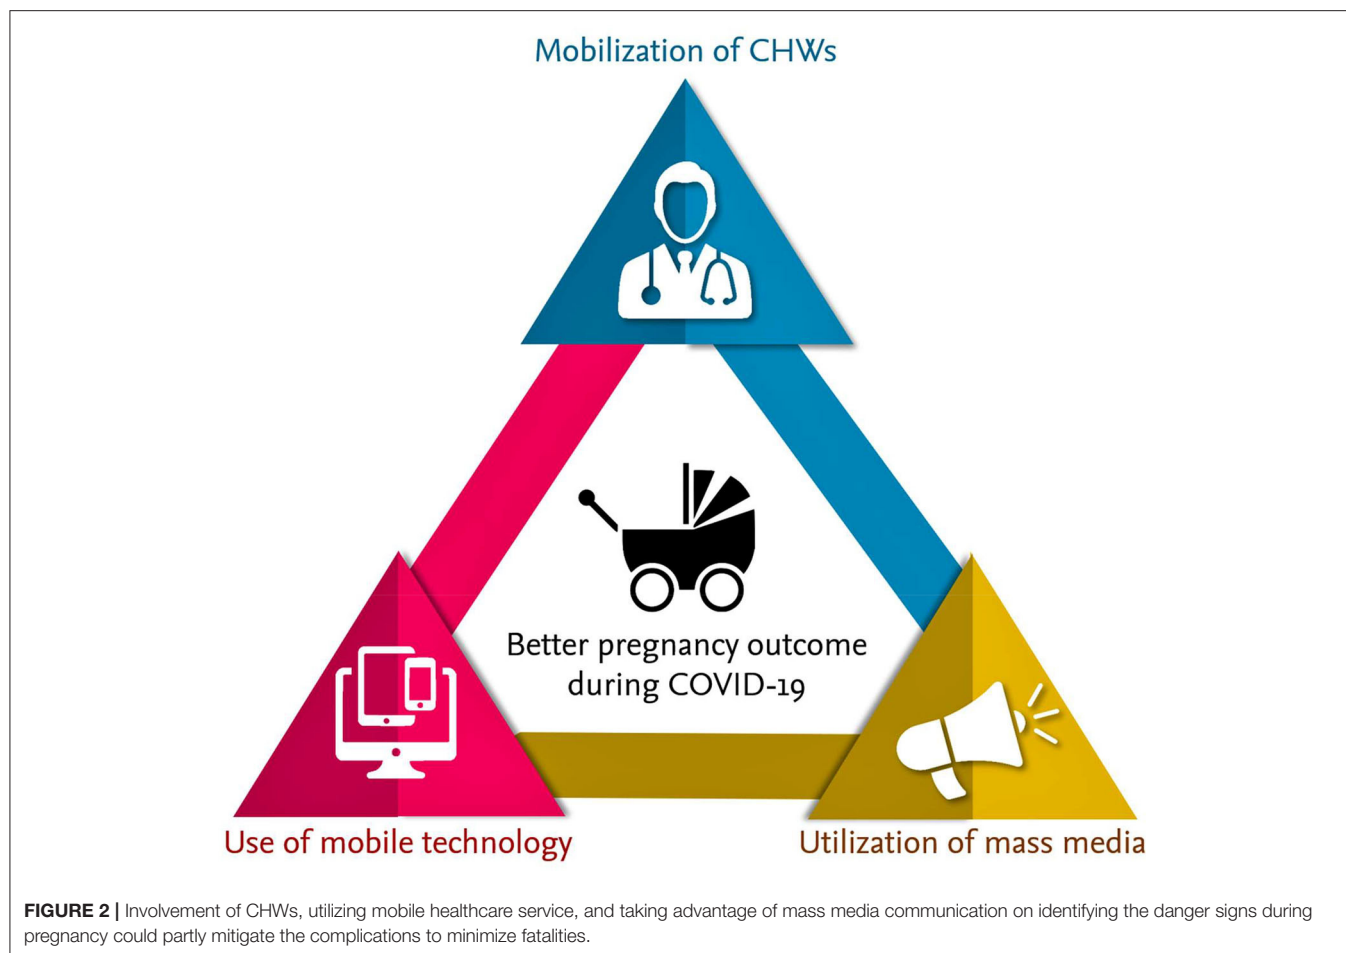 Mobilization of CHWs
Better pregnancy outcome
during COVID-19
Use of mobile technology
Utilization of mass media
FIGURE 2 | Involvement of CHWs, utilizing mobile healthcare service, and taking advantage of mass media communication on identifying the danger signs during
pregnancy could partly mitigate the complications to minimize fatalities.